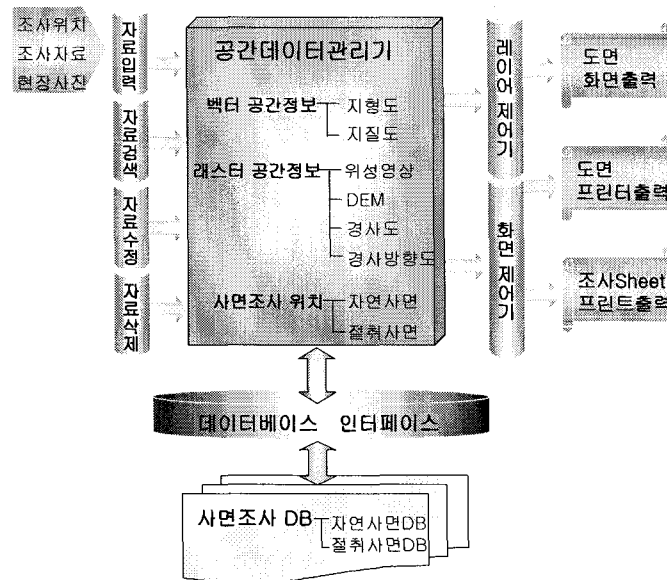 조사위치
조사자료
현장사진
자료입력
자료검색
자료수정
자료삭제
공간데이터관리기
벡터 공간정보
지형도
지질도
래스터 공간정보
위성영상
DEM
경사도
경사방향도
사면조사 위치
자연사면
절취사면
레이어 제어기
화면 제어기
도면
화면출력
도면
프린터출력
조사Sheet
프린트출력
데이터베이스 인터페이스
사면조사 DB
자연사면DB
절취사면DB